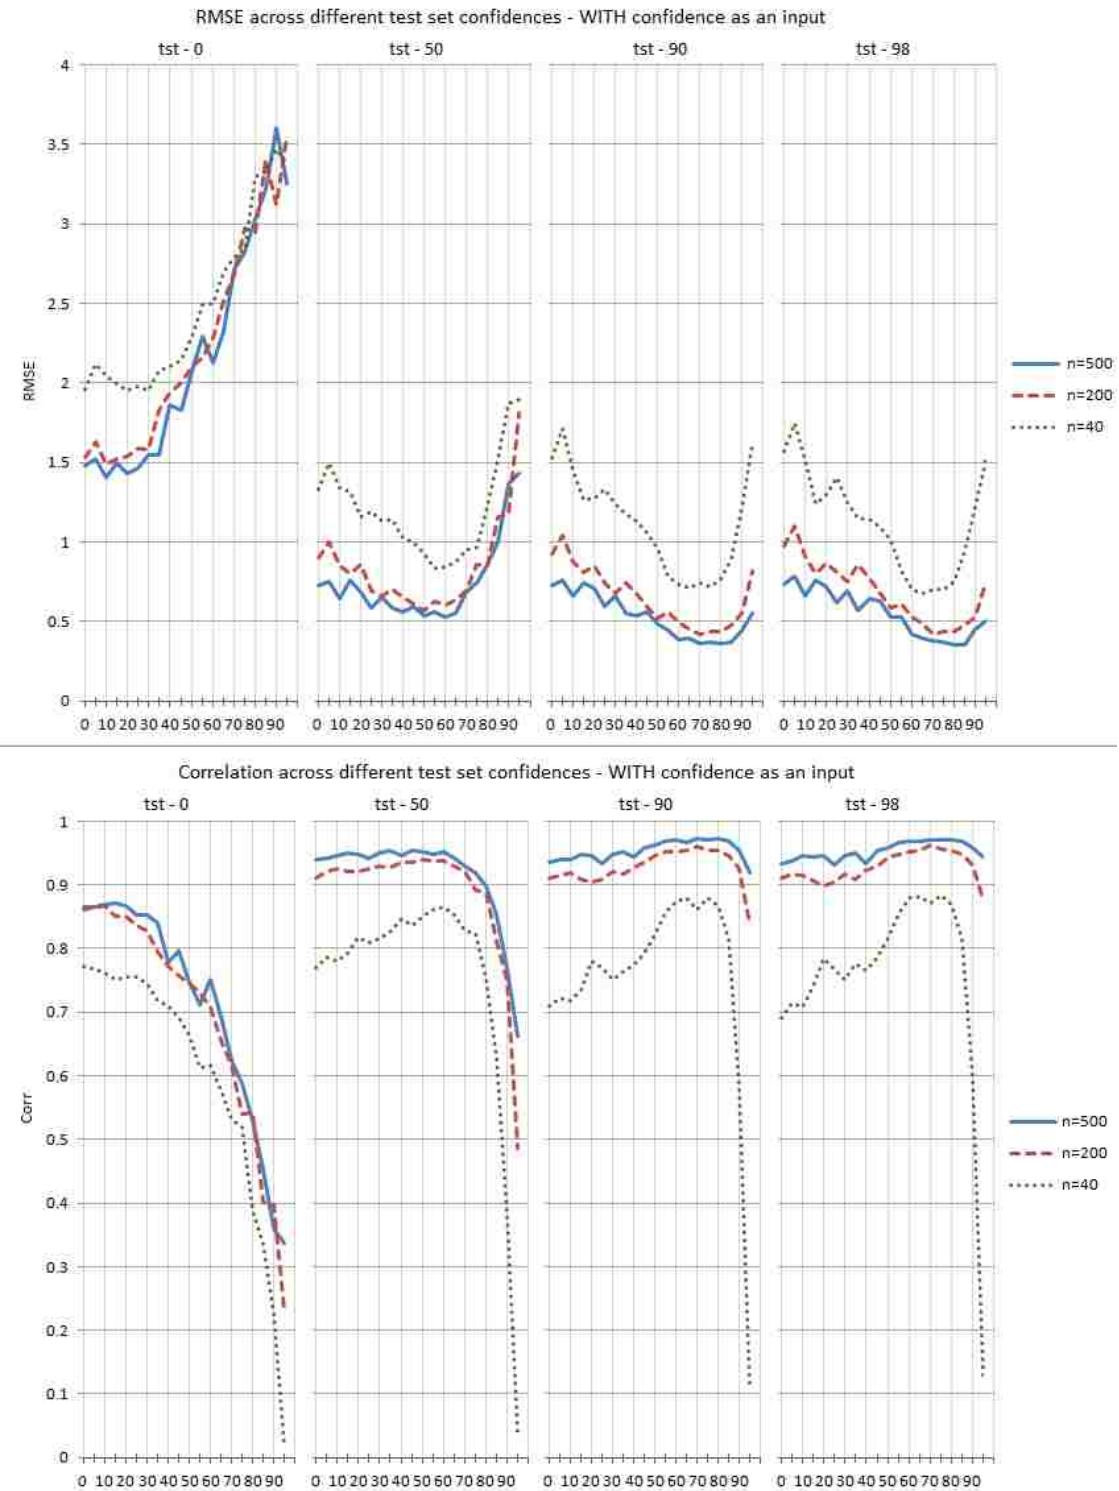 RMSE across different test set confidences - WITH confidence as an input
tst - 0 tst - 50 tst - 90 tst - 98
4
3.5
3
2.5
2
1.5
1
0.5
0
RMSE
n=500
n=200
n=40
0 10 20 30 40 50 60 70 80 90 0 10 20 30 40 50 60 70 80 90 0 10 20 30 40 50 60 70 80 90 0 10 20 30 40 50 60 70 80 90
Correlation across different test set confidences - WITH confidence as an input
tst - 0 tst - 50 tst - 90 tst - 98
1
0.9
0.8
0.7
0.6
0.5
0.4
0.3
0.2
0.1
0
Corr
n=500
n=200
n=40
0 10 20 30 40 50 60 70 80 90 0 10 20 30 40 50 60 70 80 90 0 10 20 30 40 50 60 70 80 90 0 10 20 30 40 50 60 70 80 90